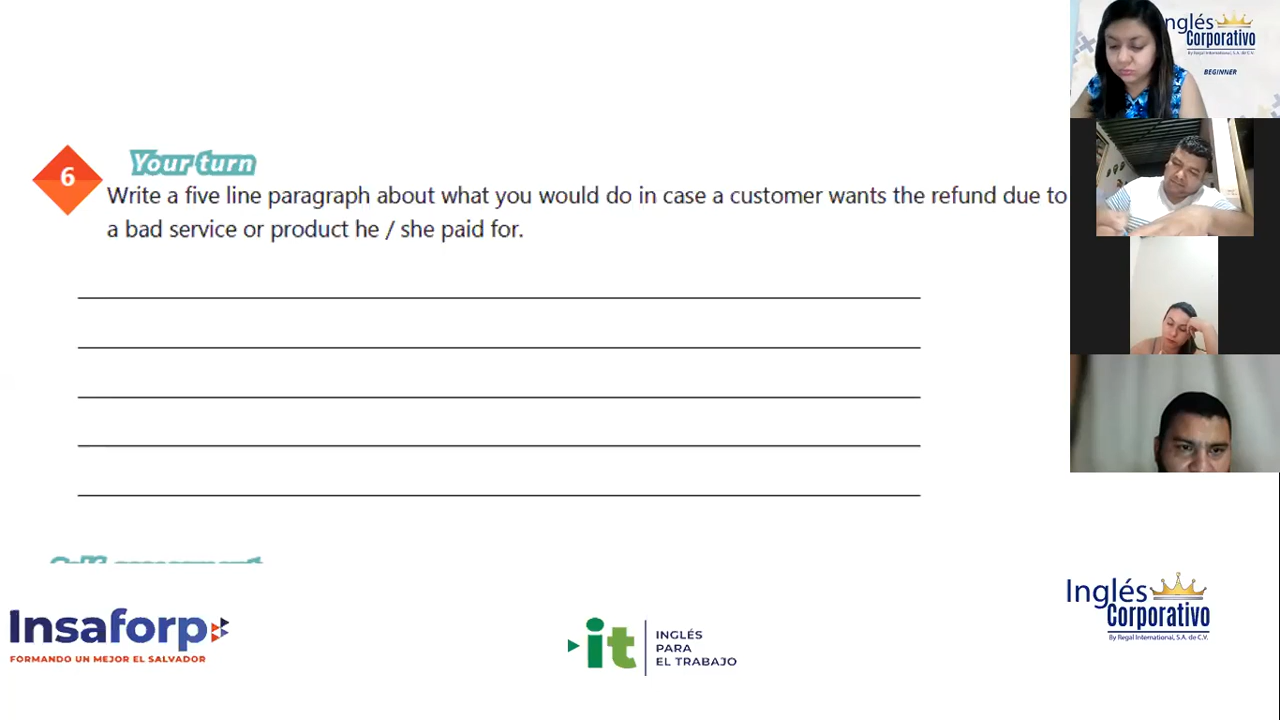 Inglés
Corporativo
By Regal International, S.A. de C.V.
BEGINNER
6
Your turn
Write a five line paragraph about what you would do in case a customer wants the refund due to
a bad service or product he / she paid for.
Insaforp
FORMANDO UN MEJOR EL SALVADOR
it
INGLÉS
PARA
EL TRABAJO
Inglés
Corporativo
By Regal International, S.A. de C.V.